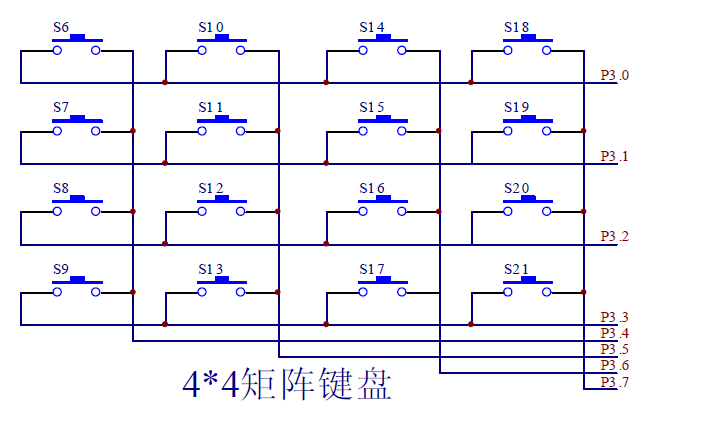 S6 S10 S14 S18
P3.0
S7 S11 S15 S19
P3.1
S8 S12 S16 S20
P3.2
S9 S13 S17 S21
P3.3
P3.4
P3.5
P3.6
P3.7
4*4矩阵键盘